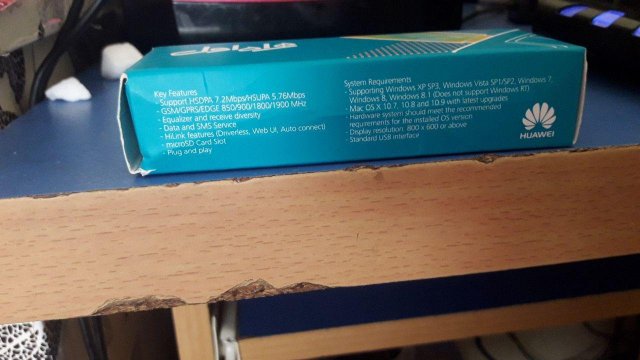 Key Features
- Support HSDPA 7.2Mbps/HSUPA 5.76Mbps
- GSM/GPRS/EDGE 850/900/1800/1900 MHz
- Equalizer and receive diversity
- Data and SMS Service
- HiLink features (Driverless, Web UI, Auto connect)
- microSD Card Slot
- Plug and play
System Requirements
- Supporting Windows XP SP3, Windows Vista SP1/SP2, Windows 7,
Windows 8, Windows 8.1 (Does not support Windows RT)
- Mac OS X 10.7, 10.8 and 10.9 with latest upgrades
- Hardware system should meet the recommended
requirements for the installed OS version
- Display resolution: 800 x 600 or above
- Standard USB interface
HUAWEI